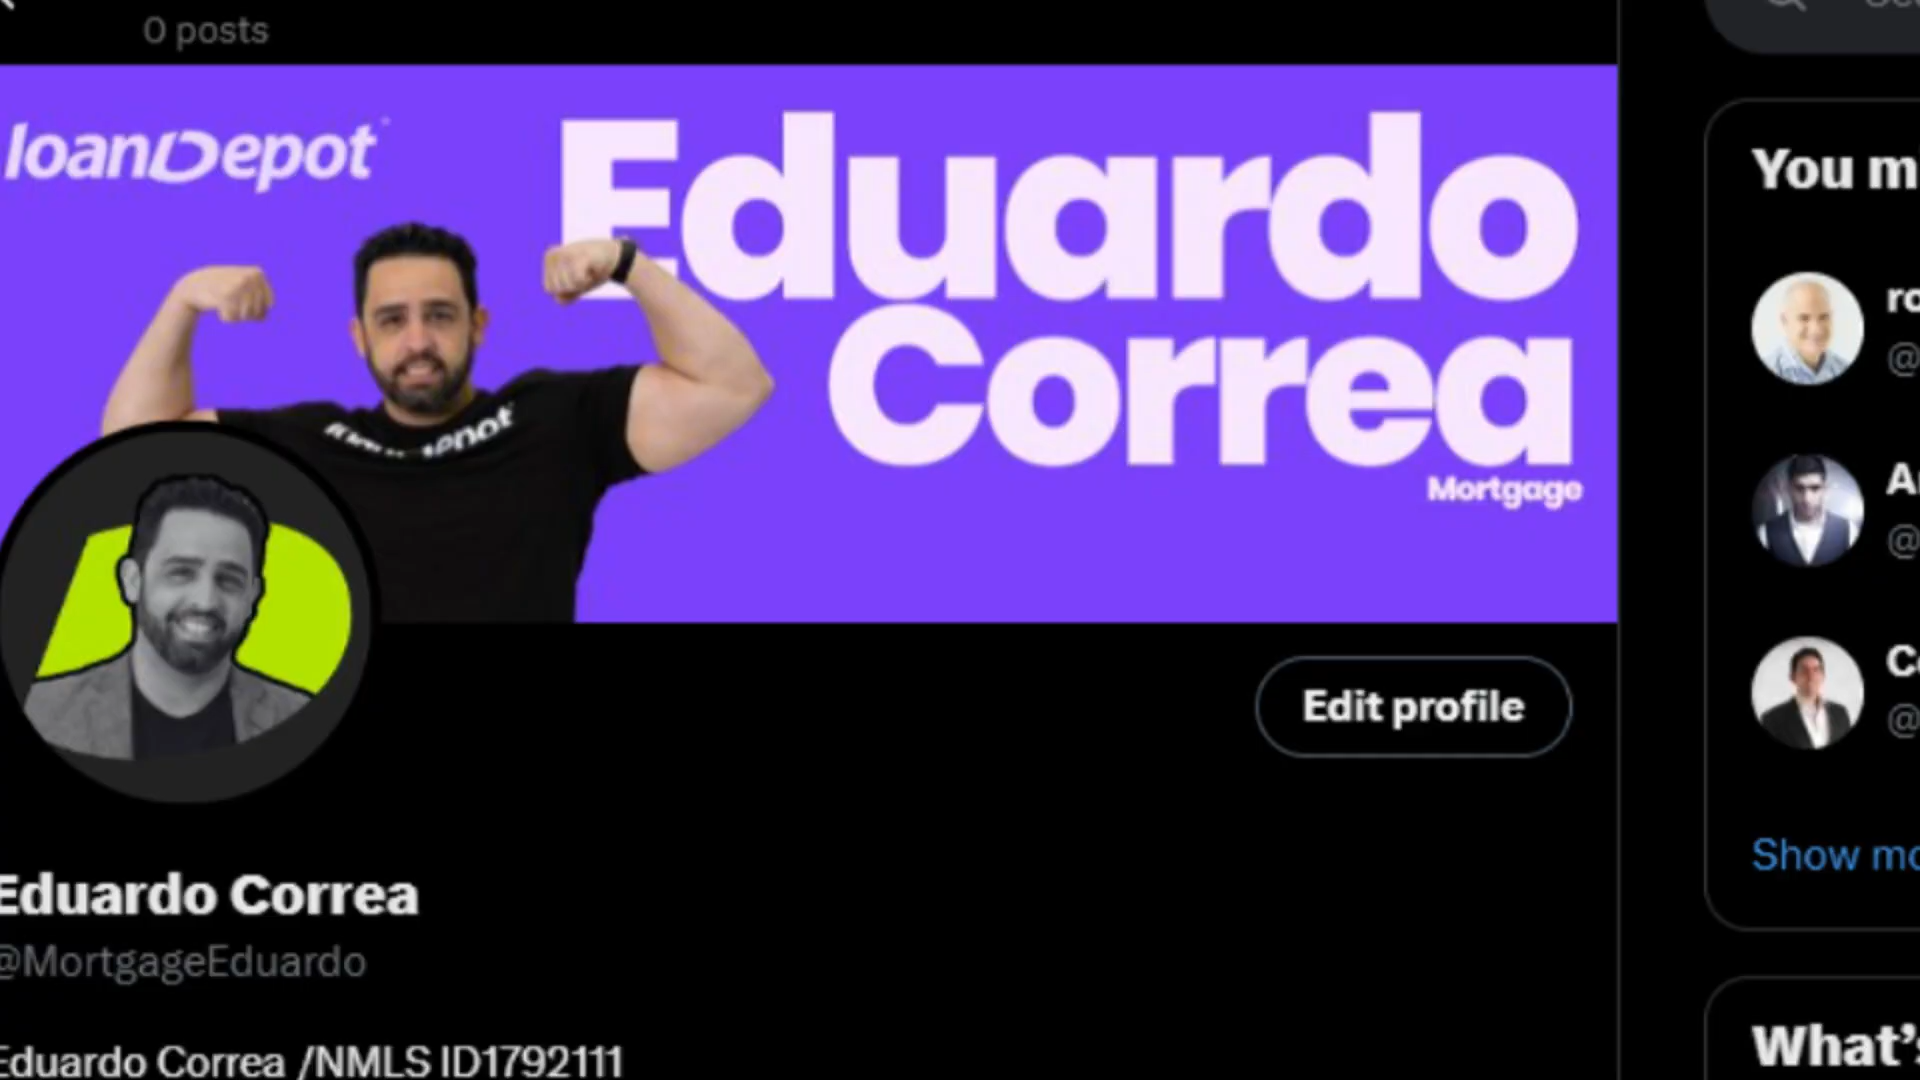 0 posts
loanDepot
Eduardo
Correa
Mortgage
Edit profile
Eduardo Correa
@MortgageEduardo
Eduardo Correa /NMLS ID1792111
You m
ro
@
A
@
Co
@
Show mo
What's